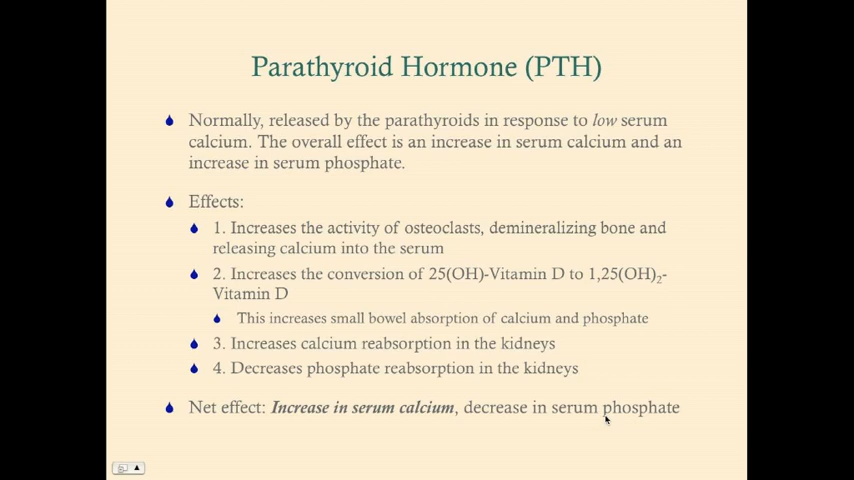 Parathyroid Hormone (PTH)
Normally, released by the parathyroids in response to low serum
calcium. The overall effect is an increase in serum calcium and an
increase in serum phosphate.
Effects:
1. Increases the activity of osteoclasts, demineralizing bone and
releasing calcium into the serum
2. Increases the conversion of 25(OH)-Vitamin D to 1,25(OH)₂-
Vitamin D
This increases small bowel absorption of calcium and phosphate
3. Increases calcium reabsorption in the kidneys
4. Decreases phosphate reabsorption in the kidneys
Net effect: Increase in serum calcium, decrease in serum phosphate